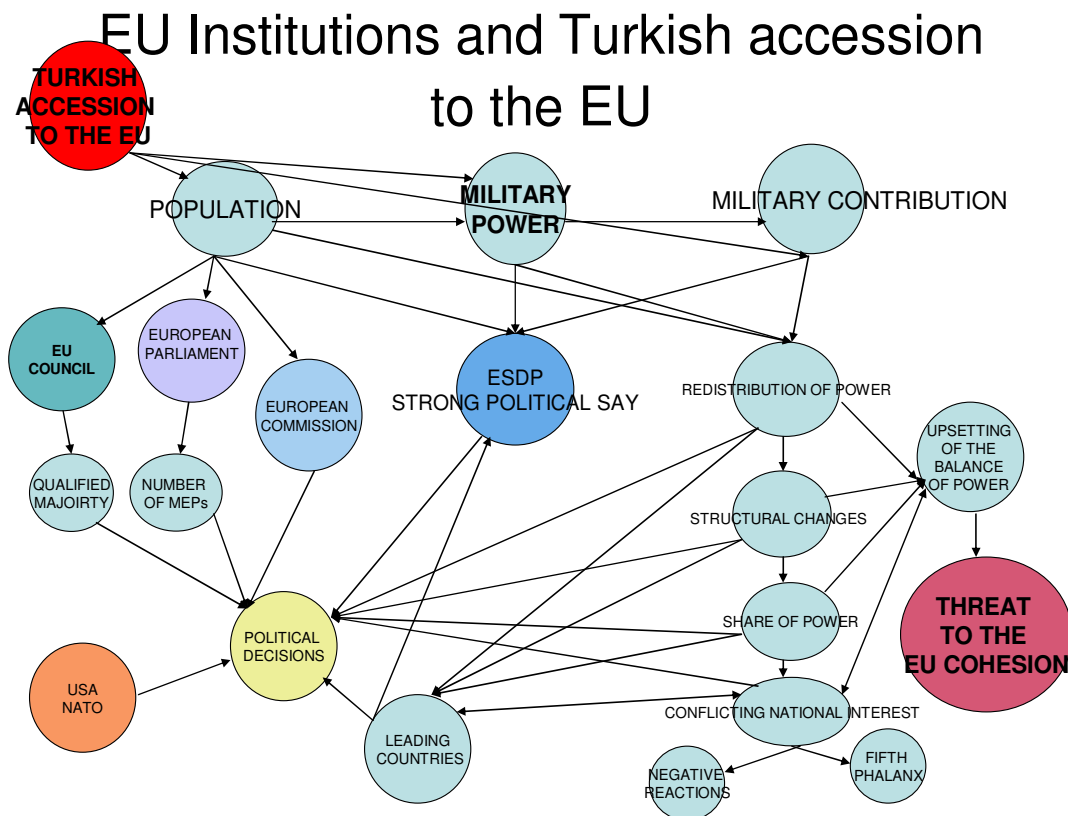 EU Institutions and Turkish accession
to the EU
TURKISH
ACCESSION
TO THE EU
POPULATION
MILITARY
POWER
MILITARY CONTRIBUTION
EU
COUNCIL
EUROPEAN
PARLIAMENT
EUROPEAN
COMMISSION
ESDP
STRONG POLITICAL SAY
REDISTRIBUTION OF POWER
UPSETTING
OF THE
BALANCE
OF POWER
QUALIFIED
MAJOIRTY
NUMBER
OF MEPs
STRUCTURAL CHANGES
SHARE OF POWER
THREAT
TO THE
EU COHESION
POLITICAL
DECISIONS
USA
NATO
LEADING
COUNTRIES
CONFLICTING NATIONAL INTEREST
NEGATIVE
REACTIONS
FIFTH
PHALANX